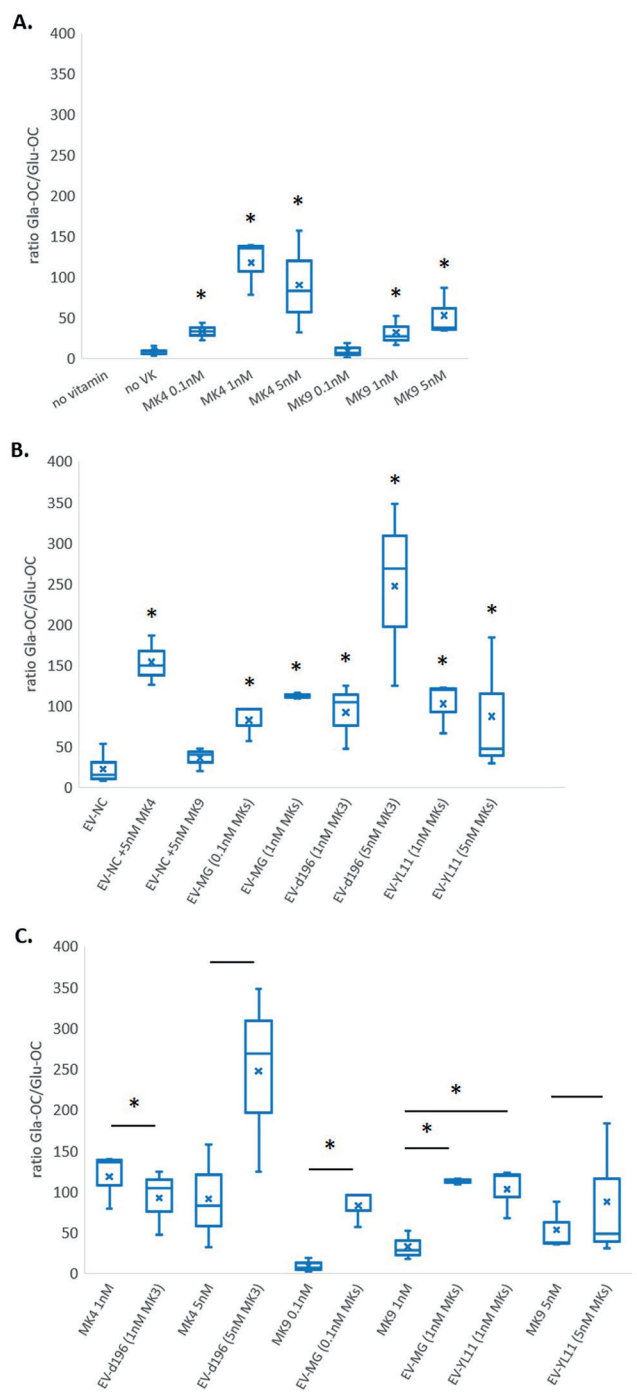 A.
400
350
300
250
200
150
100
50
0
ratio Gla-OC/Glu-OC
*
*
*
*
*
no vitamin
no VK
MK4 0.1nM
MK4 1nM
MK4 5nM
MK9 0.1nM
MK9 1nM
MK9 5nM
B.
400
350
300
250
200
150
100
50
0
ratio Gla-OC/Glu-OC
*
*
*
*
*
*
*
EV-NC
EV-NC +5nM MK4
EV-NC +5nM MK9
EV-MG (0.1nM MKs)
EV-MG (1nM MKs)
EV-d196 (1nM MK3)
EV-d196 (5nM MK3)
EV-YL11 (1nM MKs)
EV-YL11 (5nM MKs)
C.
400
350
300
250
200
150
100
50
0
ratio Gla-OC/Glu-OC
*
*
*
*
MK4 1nM
EV-d196 (1nM MK3)
MK4 5nM
EV-d196 (5nM MK3)
MK9 0.1nM
EV-MG (0.1nM MKs)
MK9 1nM
EV-MG (1nM MKs)
EV-YL11 (1nM MKs)
MK9 5nM
EV-YL11 (5nM MKs)